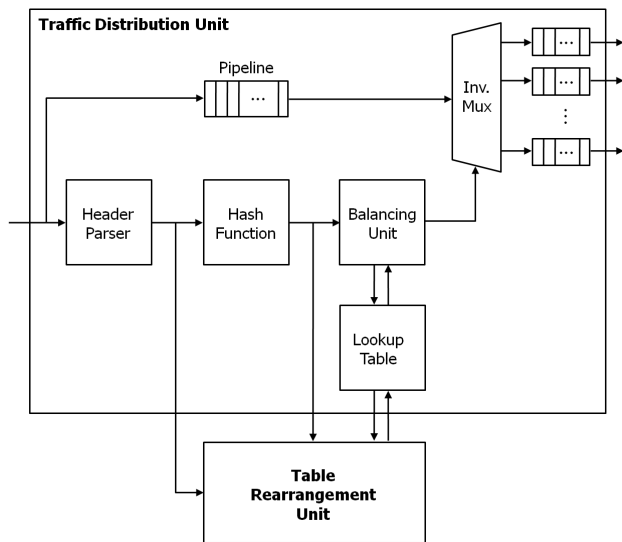 Traffic Distribution Unit
Pipeline
...
Inv.
Mux
...
...
...
...
Header
Parser
Hash
Function
Balancing
Unit
Lookup
Table
Table
Rearrangement
Unit